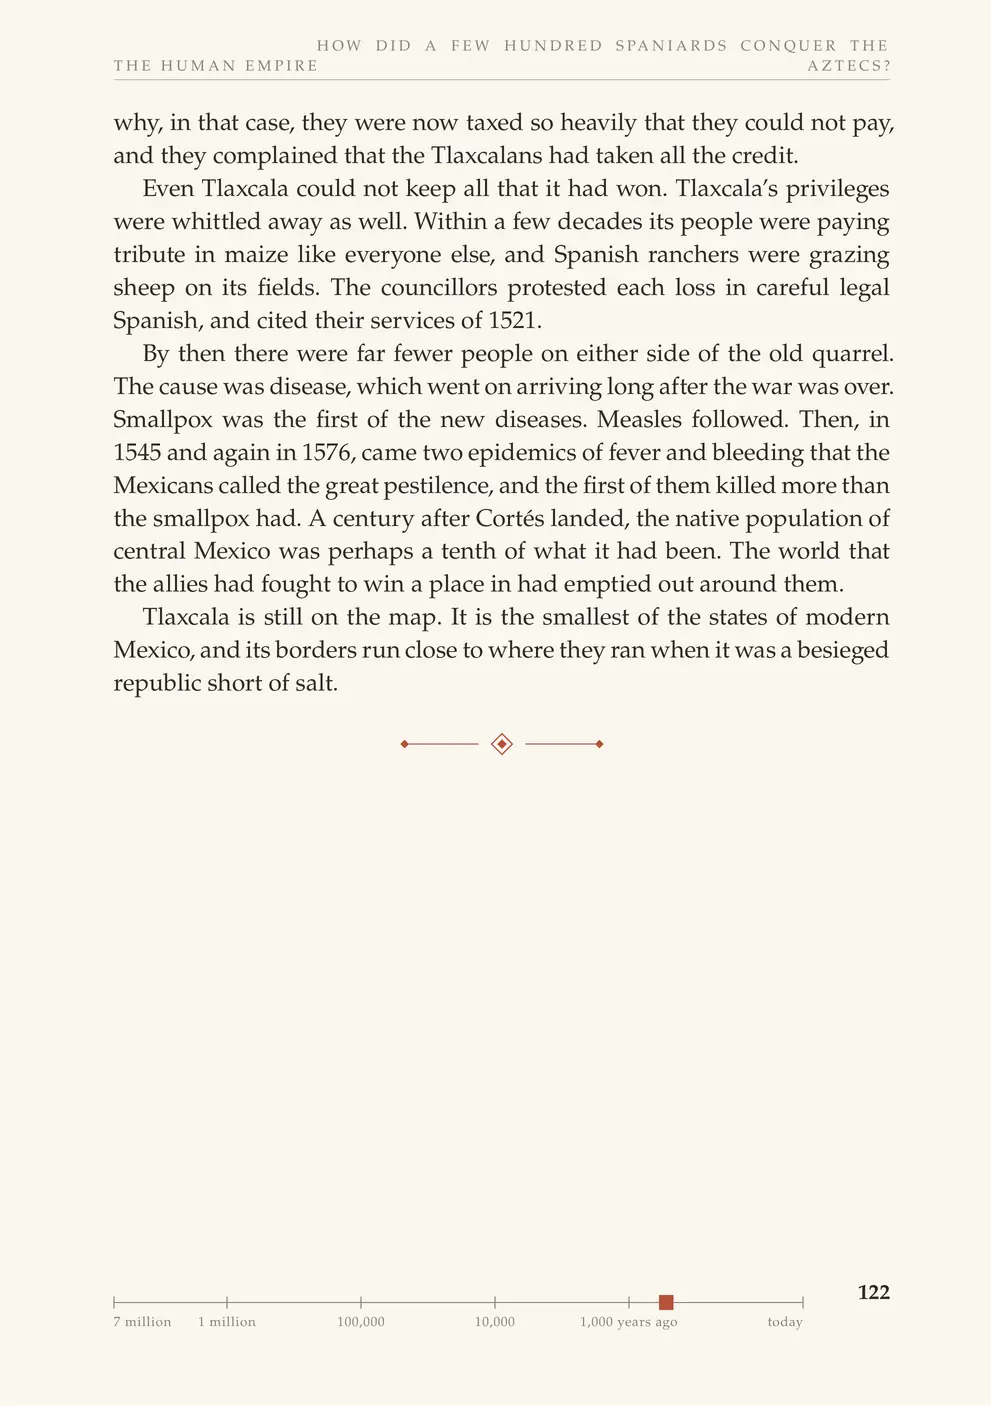 HOW DID A FEW HUNDRED SPANIARDS CONQUER THE
THE HUMAN EMPIRE AZTECS?
why, in that case, they were now taxed so heavily that they could not pay,
and they complained that the Tlaxcalans had taken all the credit.
Even Tlaxcala could not keep all that it had won. Tlaxcala’s privileges
were whittled away as well. Within a few decades its people were paying
tribute in maize like everyone else, and Spanish ranchers were grazing
sheep on its fields. The councillors protested each loss in careful legal
Spanish, and cited their services of 1521.
By then there were far fewer people on either side of the old quarrel.
The cause was disease, which went on arriving long after the war was over.
Smallpox was the first of the new diseases. Measles followed. Then, in
1545 and again in 1576, came two epidemics of fever and bleeding that the
Mexicans called the great pestilence, and the first of them killed more than
the smallpox had. A century after Cortés landed, the native population of
central Mexico was perhaps a tenth of what it had been. The world that
the allies had fought to win a place in had emptied out around them.
Tlaxcala is still on the map. It is the smallest of the states of modern
Mexico, and its borders run close to where they ran when it was a besieged
republic short of salt.
122
7 million 1 million 100,000 10,000 1,000 years ago today